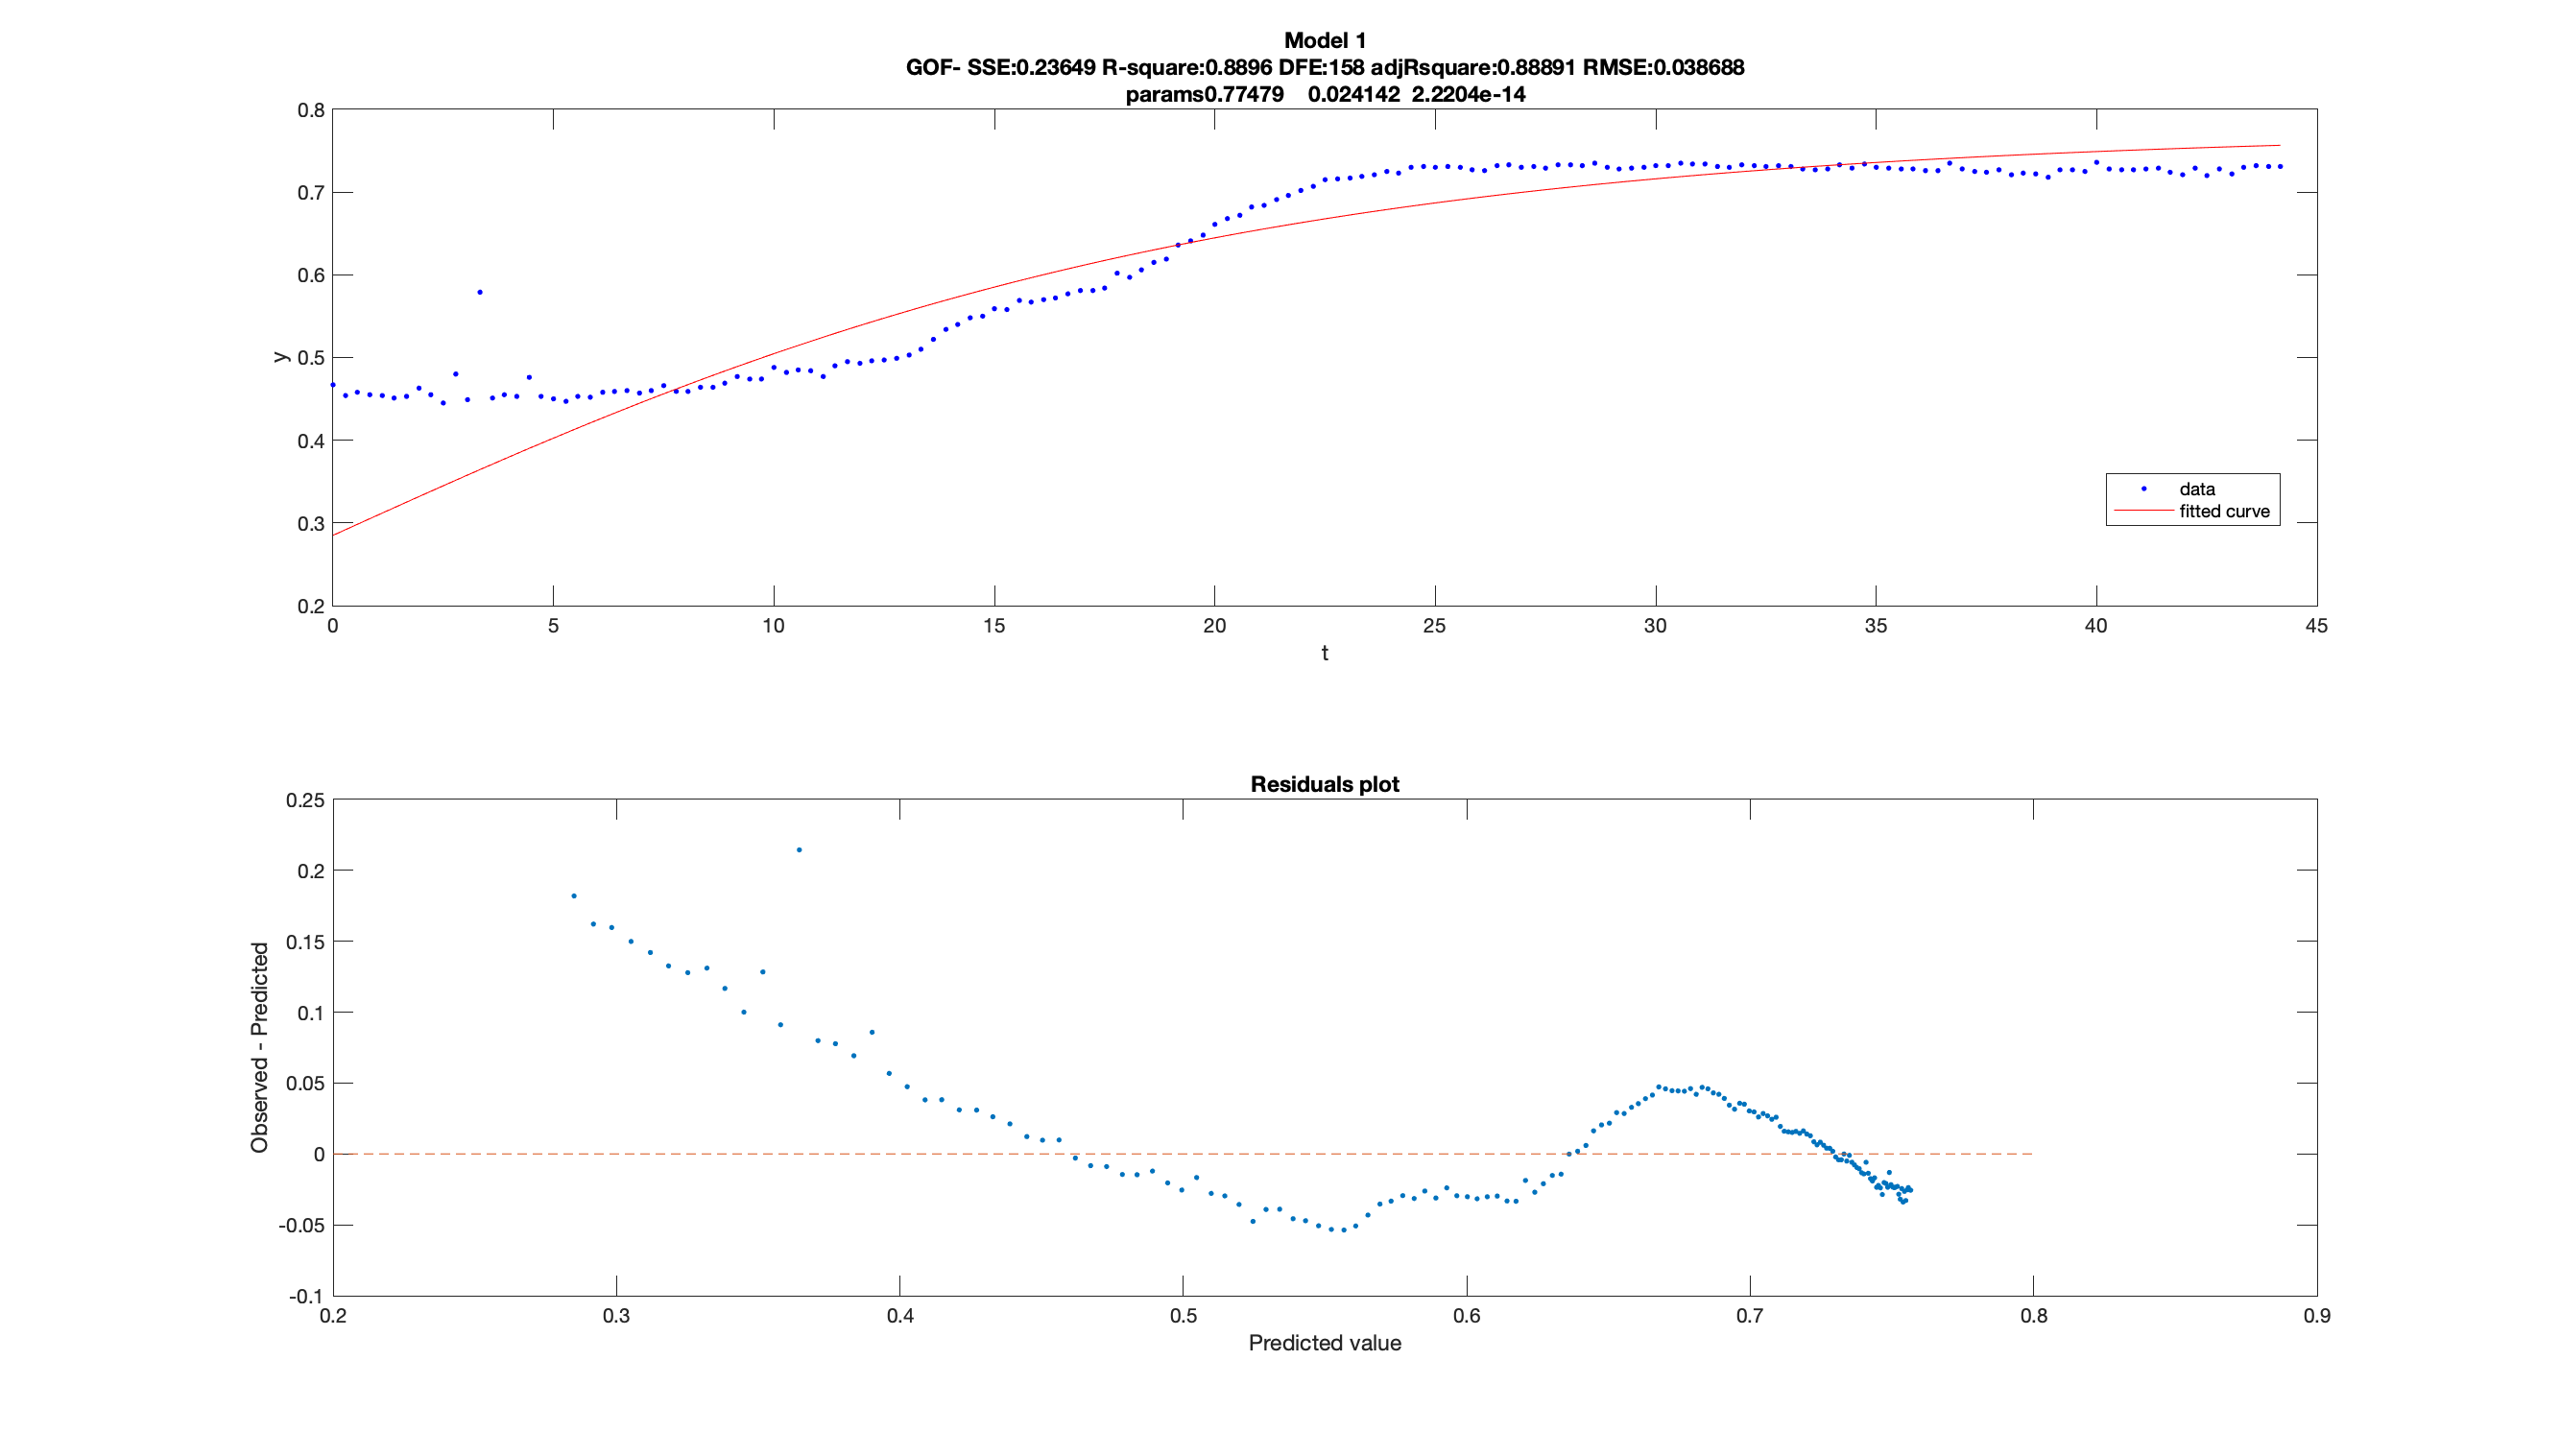 Model 1
GOF- SSE:0.23649 R-square:0.8896 DFE:158 adjRsquare:0.88891 RMSE:0.038688
params0.77479 0.024142 2.2204e-14
0.8
0.7
0.6
0.5
0.4
0.3
0.2
y
0 5 10 15 20 25 30 35 40 45
t
data
fitted curve
Residuals plot
0.25
0.2
0.15
0.1
0.05
0
-0.05
-0.1
Observed - Predicted
0.2 0.3 0.4 0.5 0.6 0.7 0.8 0.9
Predicted value